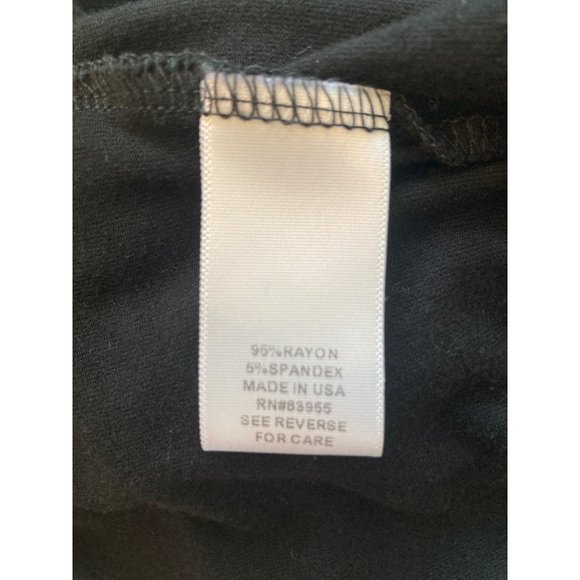 95%RAYON
5%SPANDEX
MADE IN USA
RN#83955
SEE REVERSE
FOR CARE